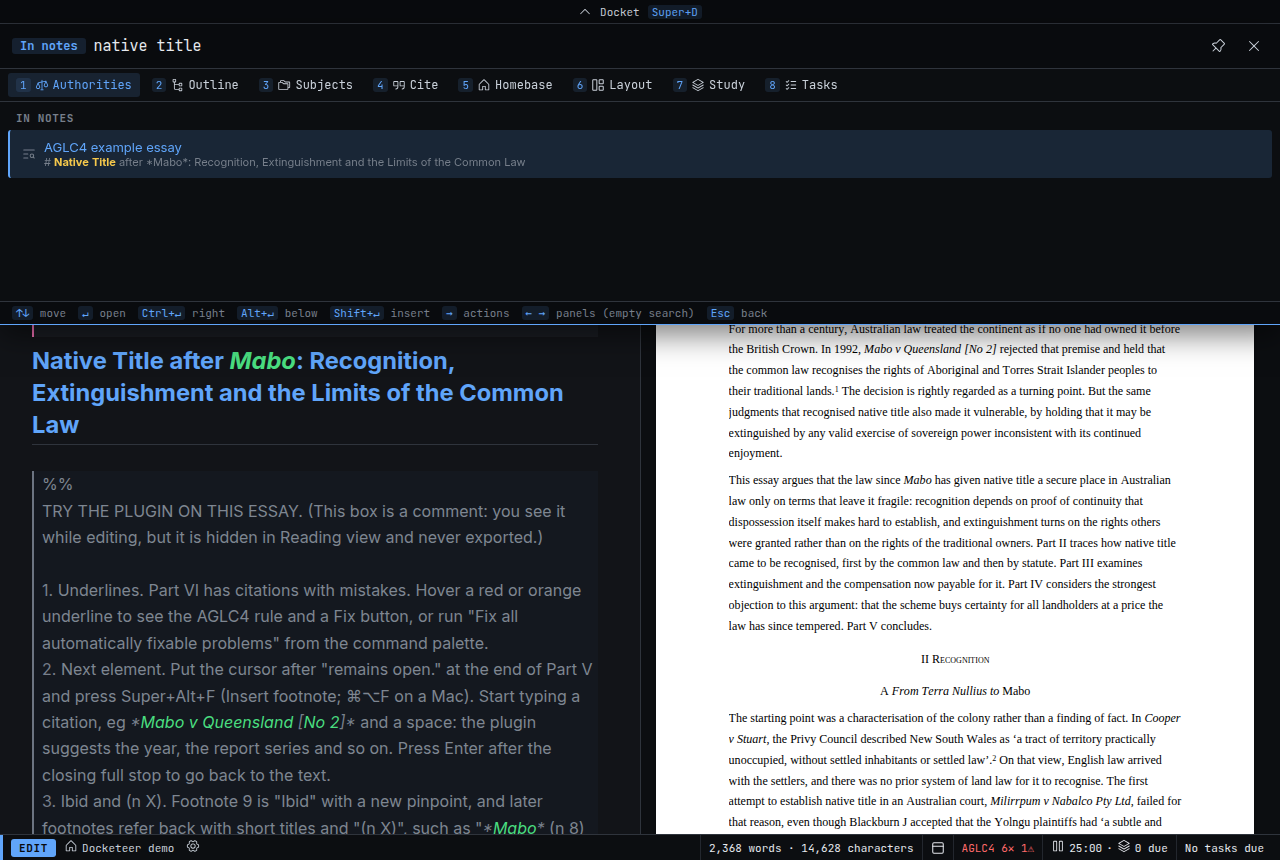 Docket Super+D
In notes native title
1 Authorities 2 Outline 3 Subjects 4 Cite 5 Homebase 6 Layout 7 Study 8 Tasks
IN NOTES
AGLC4 example essay
# Native Title after *Mabo*: Recognition, Extinguishment and the Limits of the Common Law
↑↓ move ↵ open Ctrl+↵ right Alt+↵ below Shift+↵ insert → actions ← → panels (empty search) Esc back
Native Title after Mabo: Recognition,
Extinguishment and the Limits of the Common
Law
%%
TRY THE PLUGIN ON THIS ESSAY. (This box is a comment: you see it
while editing, but it is hidden in Reading view and never exported.)
1. Underlines. Part VI has citations with mistakes. Hover a red or orange
underline to see the AGLC4 rule and a Fix button, or run "Fix all
automatically fixable problems" from the command palette.
2. Next element. Put the cursor after "remains open." at the end of Part V
and press Super+Alt+F (Insert footnote; ⌘⌥F on a Mac). Start typing a
citation, eg *Mabo v Queensland [No 2]* and a space: the plugin
suggests the year, the report series and so on. Press Enter after the
closing full stop to go back to the text.
3. Ibid and (n X). Footnote 9 is "Ibid" with a new pinpoint, and later
footnotes refer back with short titles and "(n X)", such as "*Mabo* (n 8)
For more than a century, Australian law treated the continent as if no one had owned it before
the British Crown. In 1992, Mabo v Queensland [No 2] rejected that premise and held that
the common law recognises the rights of Aboriginal and Torres Strait Islander peoples to
their traditional lands.1 The decision is rightly regarded as a turning point. But the same
judgments that recognised native title also made it vulnerable, by holding that it may be
extinguished by any valid exercise of sovereign power inconsistent with its continued
enjoyment.
This essay argues that the law since Mabo has given native title a secure place in Australian
law only on terms that leave it fragile: recognition depends on proof of continuity that
dispossession itself makes hard to establish, and extinguishment turns on the rights others
were granted rather than on the rights of the traditional owners. Part II traces how native title
came to be recognised, first by the common law and then by statute. Part III examines
extinguishment and the compensation now payable for it. Part IV considers the strongest
objection to this argument: that the scheme buys certainty for all landholders at a price the
law has since tempered. Part V concludes.
II Recognition
A From Terra Nullius to Mabo
The starting point was a characterisation of the colony rather than a finding of fact. In Cooper
v Stuart, the Privy Council described New South Wales as ‘a tract of territory practically
unoccupied, without settled inhabitants or settled law’.2 On that view, English law arrived
with the settlers, and there was no prior system of land law for it to recognise. The first
attempt to establish native title in an Australian court, Milirrpum v Nabalco Pty Ltd, failed for
that reason, even though Blackburn J accepted that the Yolngu plaintiffs had ‘a subtle and
EDIT Docketeer demo 2,368 words · 14,628 characters AGLC4 6× 1⚠ 25:00 · 0 due No tasks due